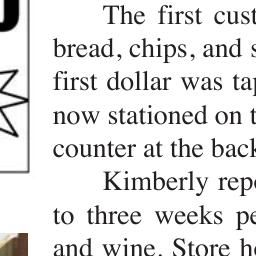 The first cust
bread, chips, and s
first dollar was tap
now stationed on t
counter at the back
Kimberly repo
to three weeks pe
and wine. Store ho